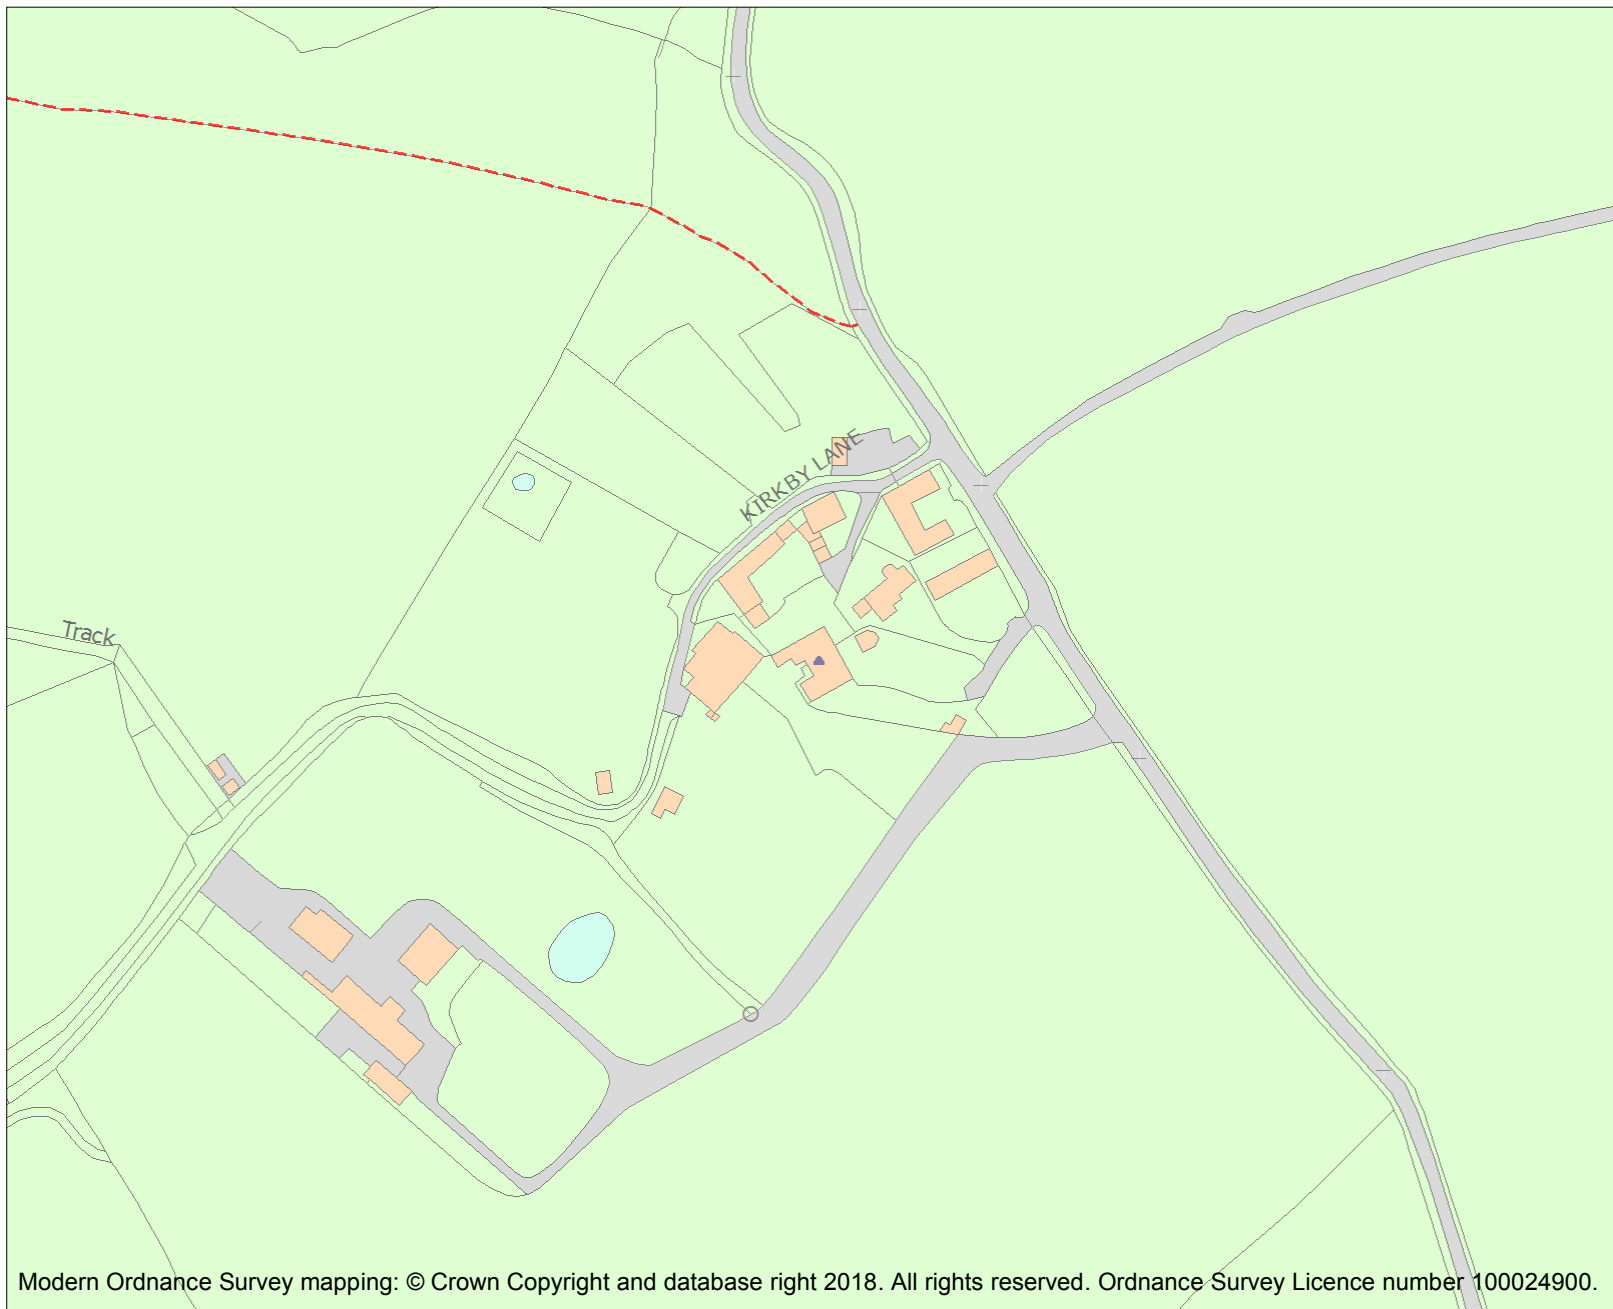 KIRKBY LANE
Track
Modern Ordnance Survey mapping: © Crown Copyright and database right 2018. All rights reserved. Ordnance Survey Licence number 100024900.